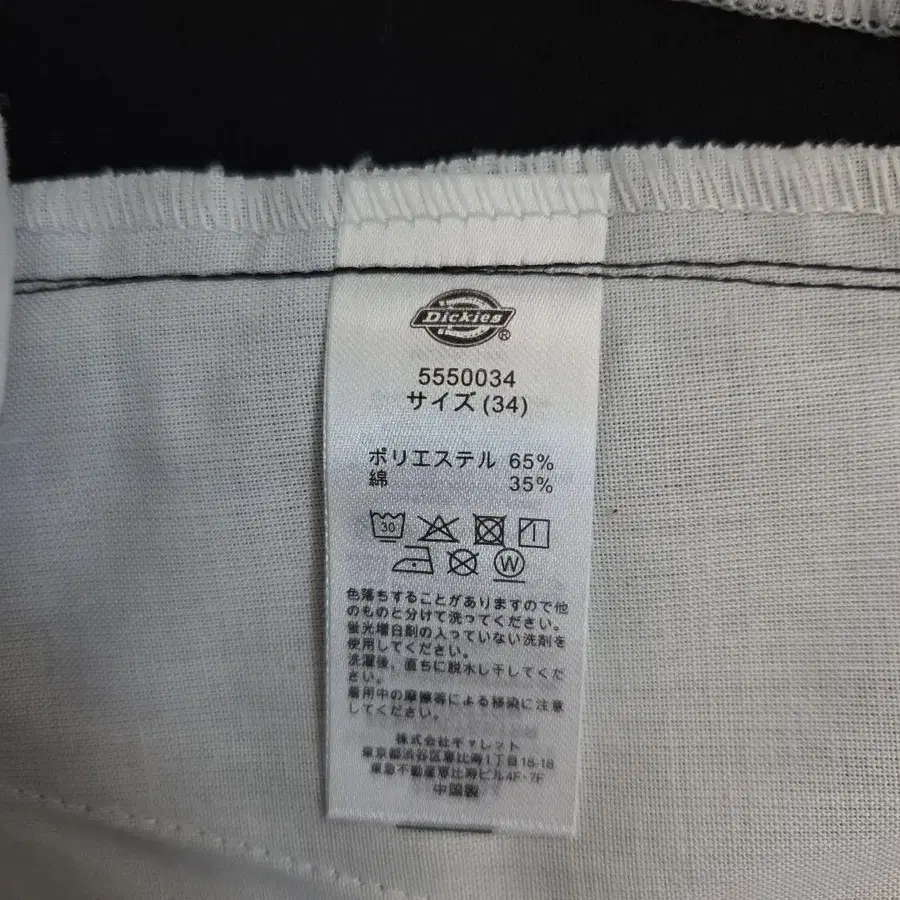 Dickies®
5550034
サイズ (34)
ポリエステル 65%
綿 35%
30
W
色落ちすることがありますので他
のものと分けて洗ってください。
蛍光増白剤の入っていない洗剤を
使用してください。
洗濯後、直ちに脱水し干してくだ
さい。
着用中の摩擦等による移染に注意
してください。
株式会社ギャレット
東京都渋谷区恵比寿1丁目18-18
東急不動産恵比寿ビル4F・7F